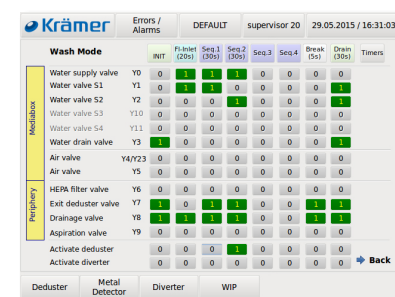 Krämer Errors / Alarms DEFAULT supervisor 20 29.05.2015 / 16:31:03
Wash Mode INIT Fl-Inlet (20s) Seq.1 (30s) Seq.2 (30s) Seq.3 Seq.4 Break (5s) Drain (30s) Timers
Mediabox
Water supply valve Y0 0 1 1 1 0 0 0 0
Water valve S1 Y1 0 1 1 0 0 0 0 1
Water valve S2 Y2 0 0 0 1 0 0 0 1
Water valve S3 Y10 0 0 0 0 0 0 0 0
Water valve S4 Y11 0 0 0 0 0 0 0 0
Water drain valve Y3 1 0 0 0 0 0 0 1
Air valve Y4/Y23 0 0 0 0 0 0 0 0
Air valve Y5 0 0 0 0 0 0 0 0
Periphery
HEPA filter valve Y6 0 0 0 0 0 0 0 0
Exit deduster valve Y7 1 0 1 1 0 0 1 1
Drainage valve Y8 1 1 1 1 0 0 1 1
Aspiration valve Y9 0 0 0 0 0 0 0 0
Activate deduster 0 0 0 1 0 0 0 0
Activate diverter 0 0 0 0 0 0 0 0 Back
Deduster Metal Detector Diverter WIP